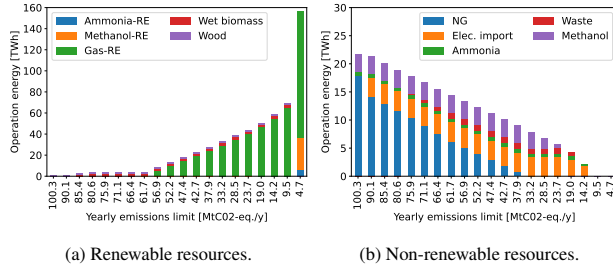 Operation energy [TWh]
160
140
120
100
80
60
40
20
0
Ammonia-RE
Methanol-RE
Gas-RE
Wet biomass
Wood
100.3 90.1 85.4 80.6 75.9 71.1 66.4 61.7 56.9 52.2 47.4 42.7 37.9 33.2 28.5 23.7 19.0 14.2 9.5 4.7
Yearly emissions limit [MtC02-eq./y]
(a) Renewable resources.
Operation energy [TWh]
30
25
20
15
10
5
0
NG
Elec. import
Ammonia
Waste
Methanol
100.3 90.1 85.4 80.6 75.9 71.1 66.4 61.7 56.9 52.2 47.4 42.7 37.9 33.2 28.5 23.7 19.0 14.2 9.5 4.7
Yearly emissions limit [MtC02-eq./y]
(b) Non-renewable resources.